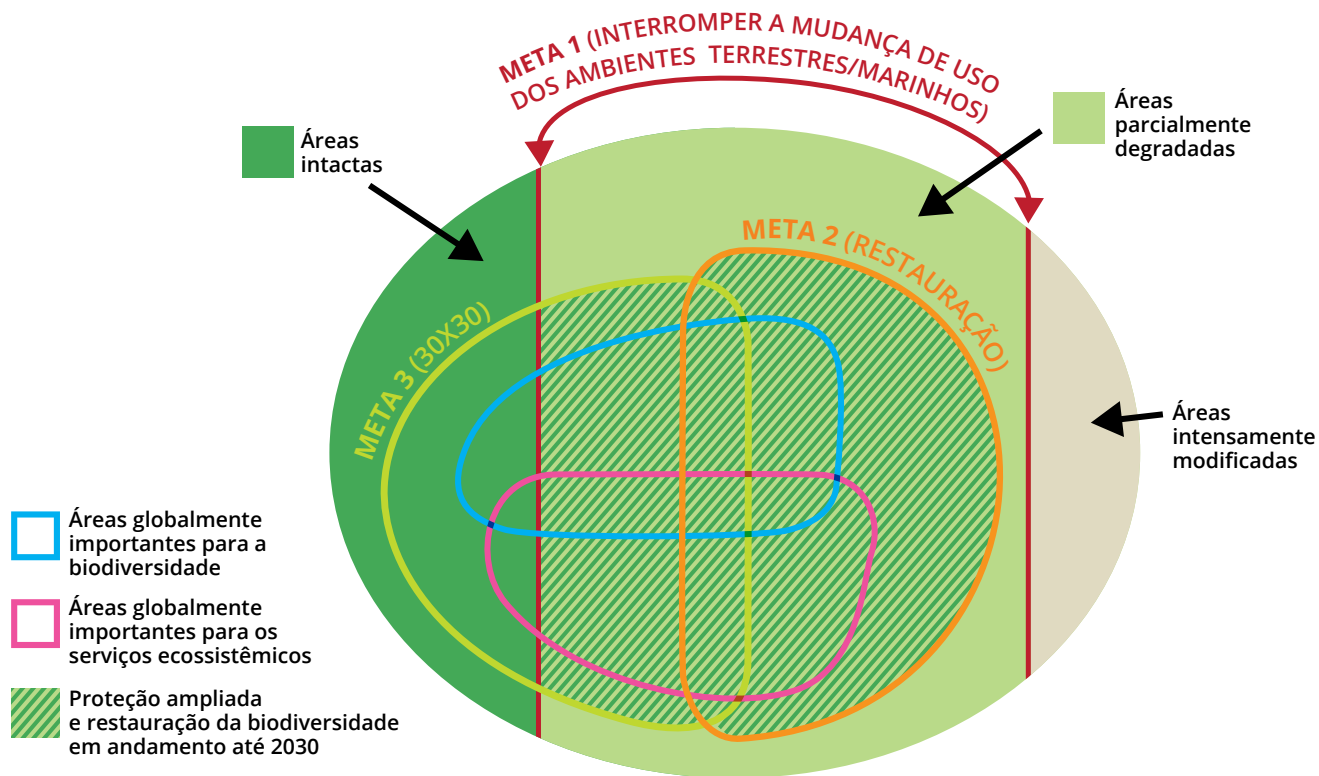 META 1 (INTERROMPER A MUDANÇA DE USO
DOS AMBIENTES TERRESTRES/MARINHOS)
Áreas
intactas
Áreas
parcialmente
degradadas
META 2 (RESTAURAÇÃO)
META 3 (30X30)
Áreas
intensamente
modificadas
Áreas globalmente
importantes para a
biodiversidade
Áreas globalmente
importantes para os
serviços ecossistêmicos
Proteção ampliada
e restauração da biodiversidade
em andamento até 2030